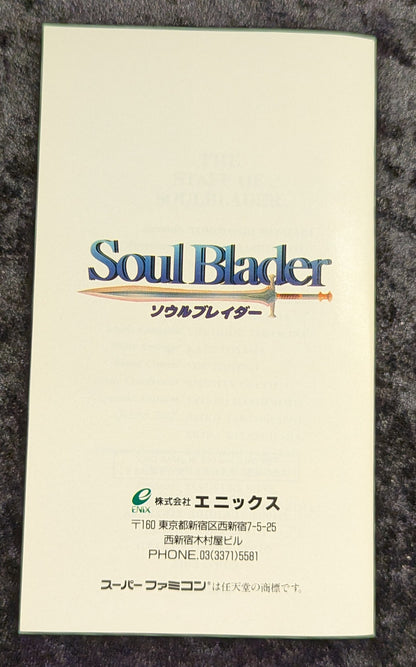 Soul Blader
ソウルブレイダー
ENIX 株式会社 エニックス
〒160 東京都新宿区西新宿7-5-25
西新宿木村屋ビル
PHONE.03(3371)5581
スーパーファミコン®は任天堂の商標です。